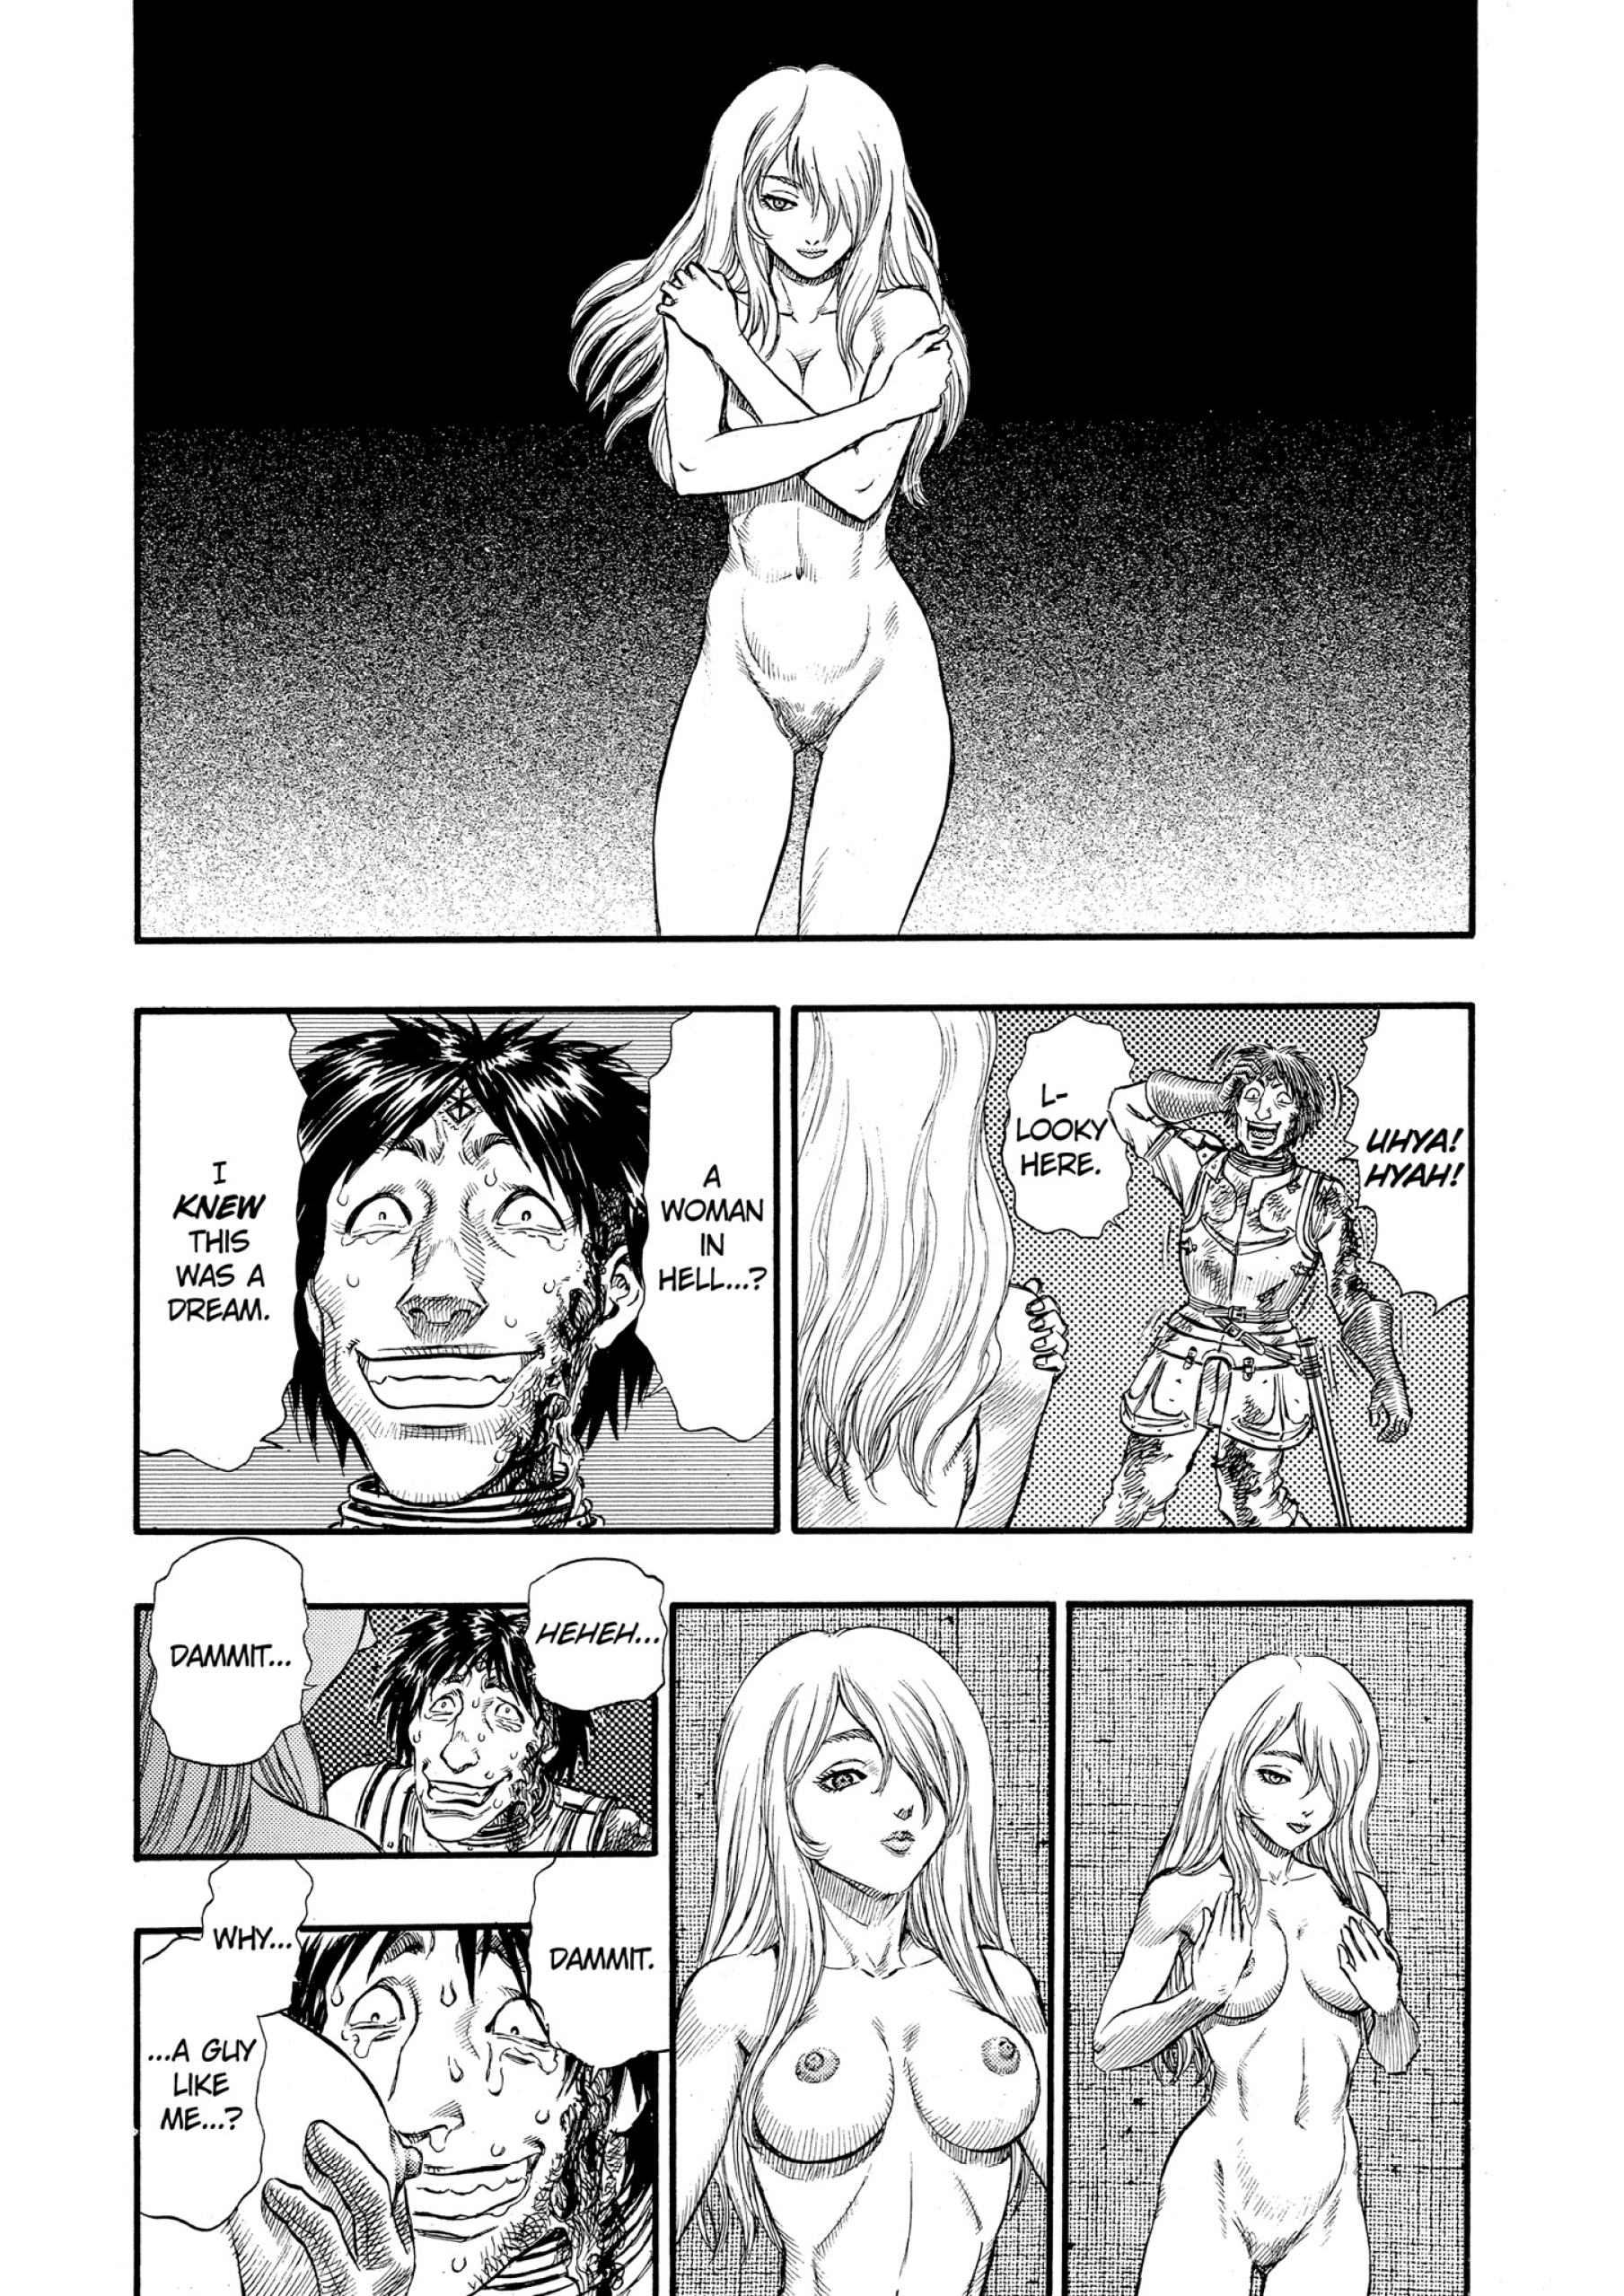 UHYA!
HYAH!
L-
LOOKY
HERE.
A
WOMAN
IN
HELL...?
I
KNEW
THIS
WAS A
DREAM.
HEHEH...
DAMMIT...
DAMMIT.
WHY...
...A GUY
LIKE
ME...?